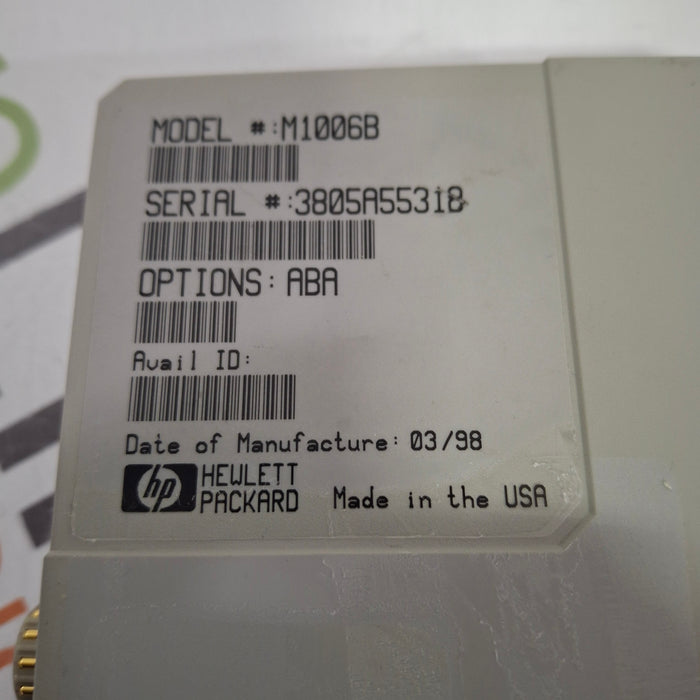 MODEL #:M1006B
SERIAL #:3805A55318
OPTIONS: ABA
Avail ID:
Date of Manufacture: 03/98
hp HEWLETT
PACKARD Made in the USA